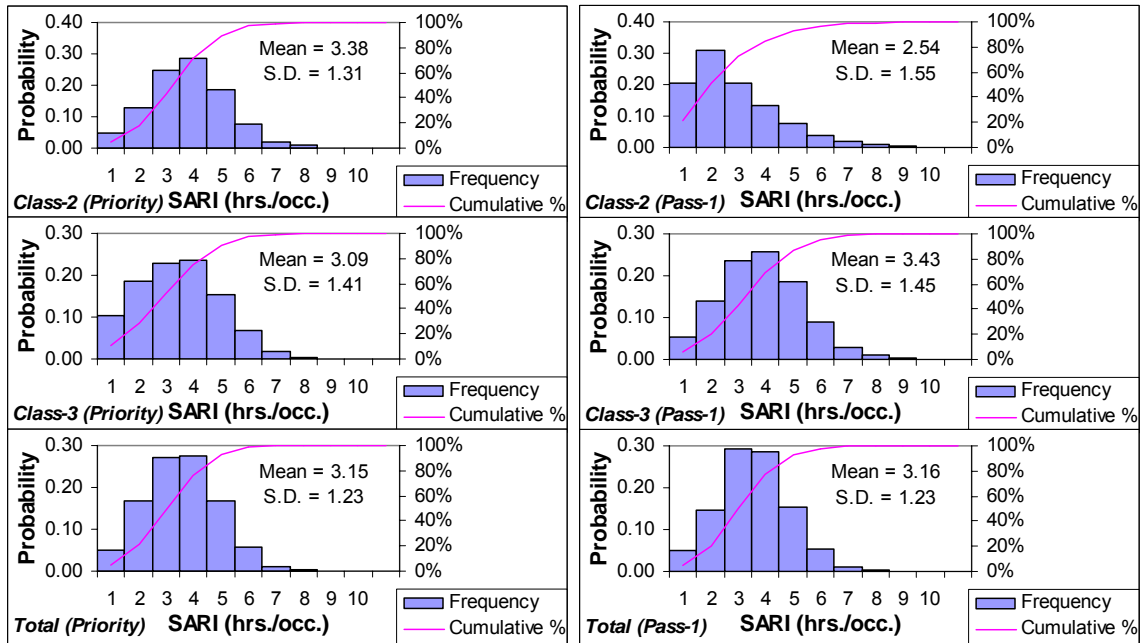 0.40
0.30
0.20
0.10
0.00
Probability
Mean = 3.38
S.D. = 1.31
100%
80%
60%
40%
20%
0%
1 2 3 4 5 6 7 8 9 10
Class-2 (Priority) SARI (hrs./occ.)
Frequency
Cumulative %
0.40
0.30
0.20
0.10
0.00
Probability
Mean = 2.54
S.D. = 1.55
100%
80%
60%
40%
20%
0%
1 2 3 4 5 6 7 8 9 10
Class-2 (Pass-1) SARI (hrs./occ.)
Frequency
Cumulative %
0.30
0.20
0.10
0.00
Probability
Mean = 3.09
S.D. = 1.41
100%
80%
60%
40%
20%
0%
1 2 3 4 5 6 7 8 9 10
Class-3 (Priority) SARI (hrs./occ.)
Frequency
Cumulative %
0.30
0.20
0.10
0.00
Probability
Mean = 3.43
S.D. = 1.45
100%
80%
60%
40%
20%
0%
1 2 3 4 5 6 7 8 9 10
Class-3 (Pass-1) SARI (hrs./occ.)
Frequency
Cumulative %
0.30
0.20
0.10
0.00
Probability
Mean = 3.15
S.D. = 1.23
100%
80%
60%
40%
20%
0%
1 2 3 4 5 6 7 8 9 10
Total (Priority) SARI (hrs./occ.)
Frequency
Cumulative %
0.30
0.20
0.10
0.00
Probability
Mean = 3.16
S.D. = 1.23
100%
80%
60%
40%
20%
0%
1 2 3 4 5 6 7 8 9 10
Total (Pass-1) SARI (hrs./occ.)
Frequency
Cumulative %